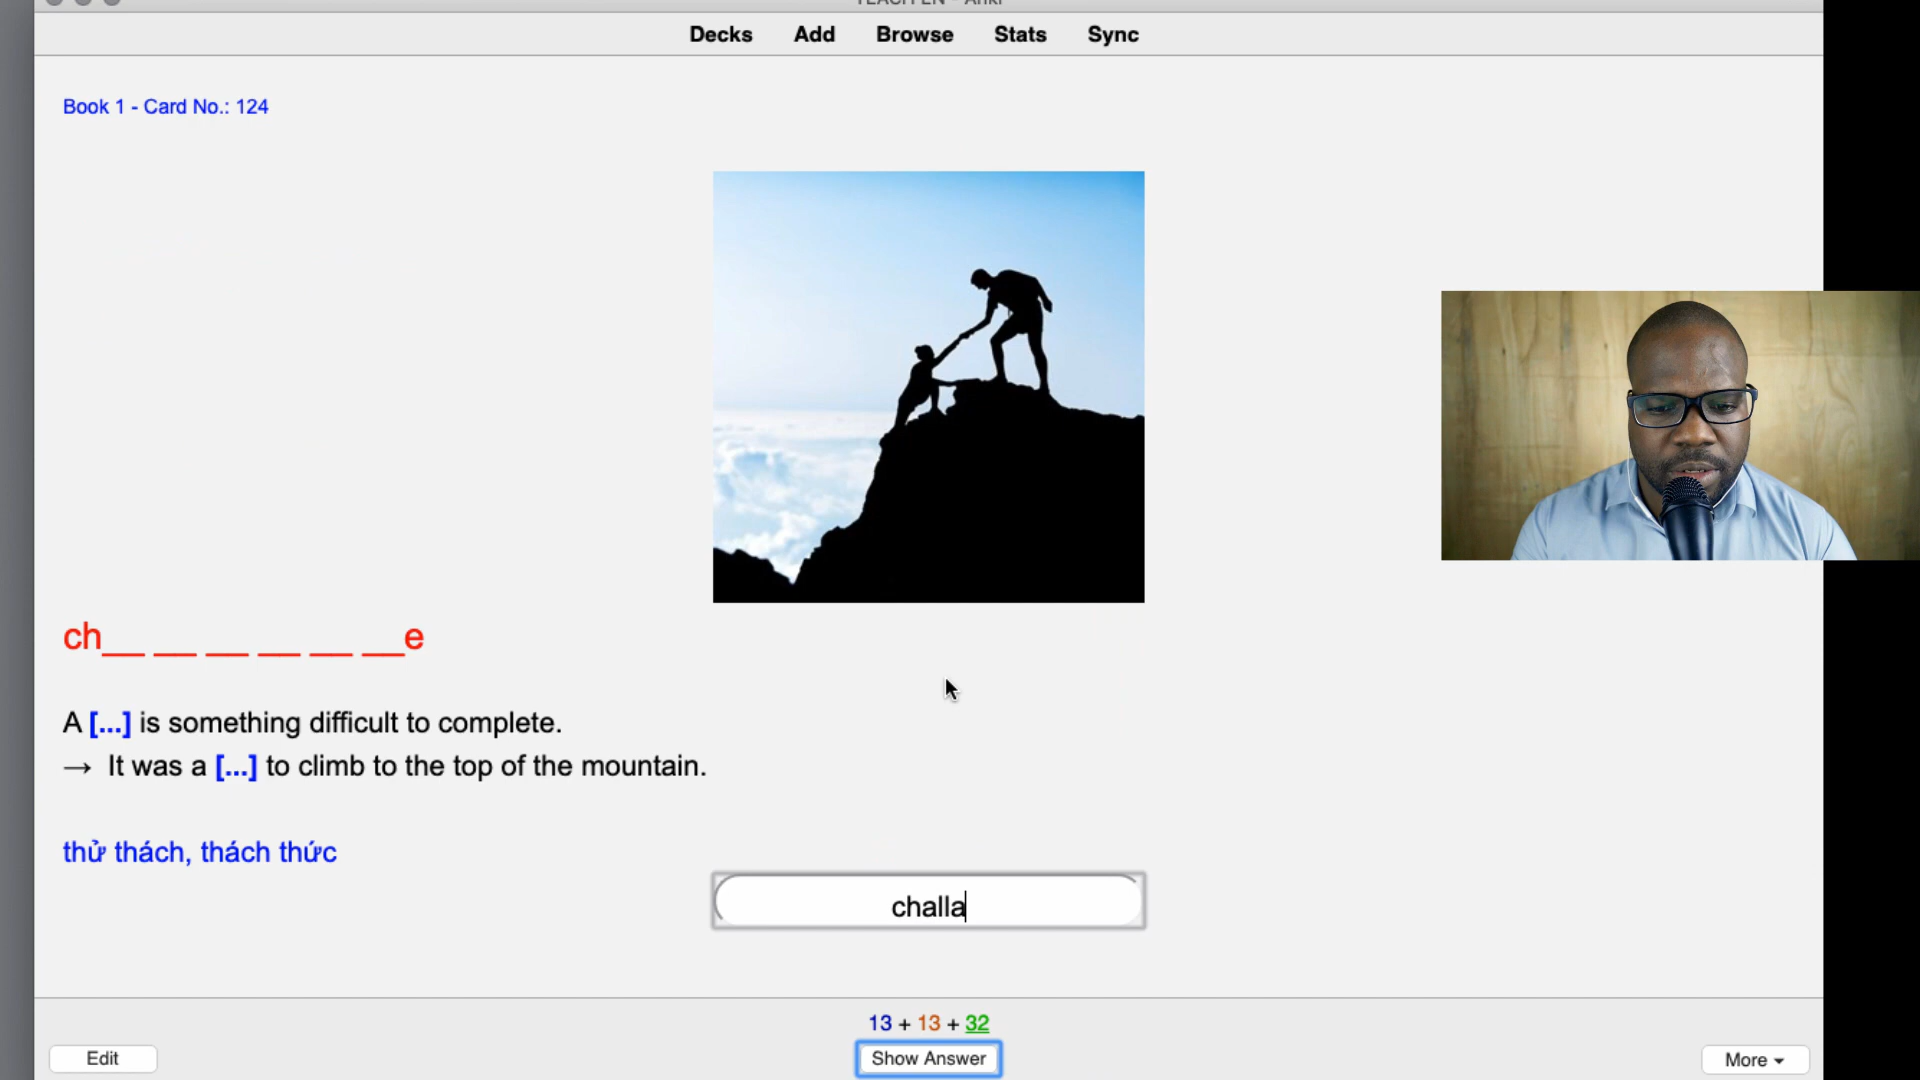 Decks Add Browse Stats Sync
Book 1 - Card No.: 124
ch__ __ __ __ __ __e
A [...] is something difficult to complete.
→ It was a [...] to climb to the top of the mountain.
thử thách, thách thức
challa
13 + 13 + 32
Edit Show Answer More